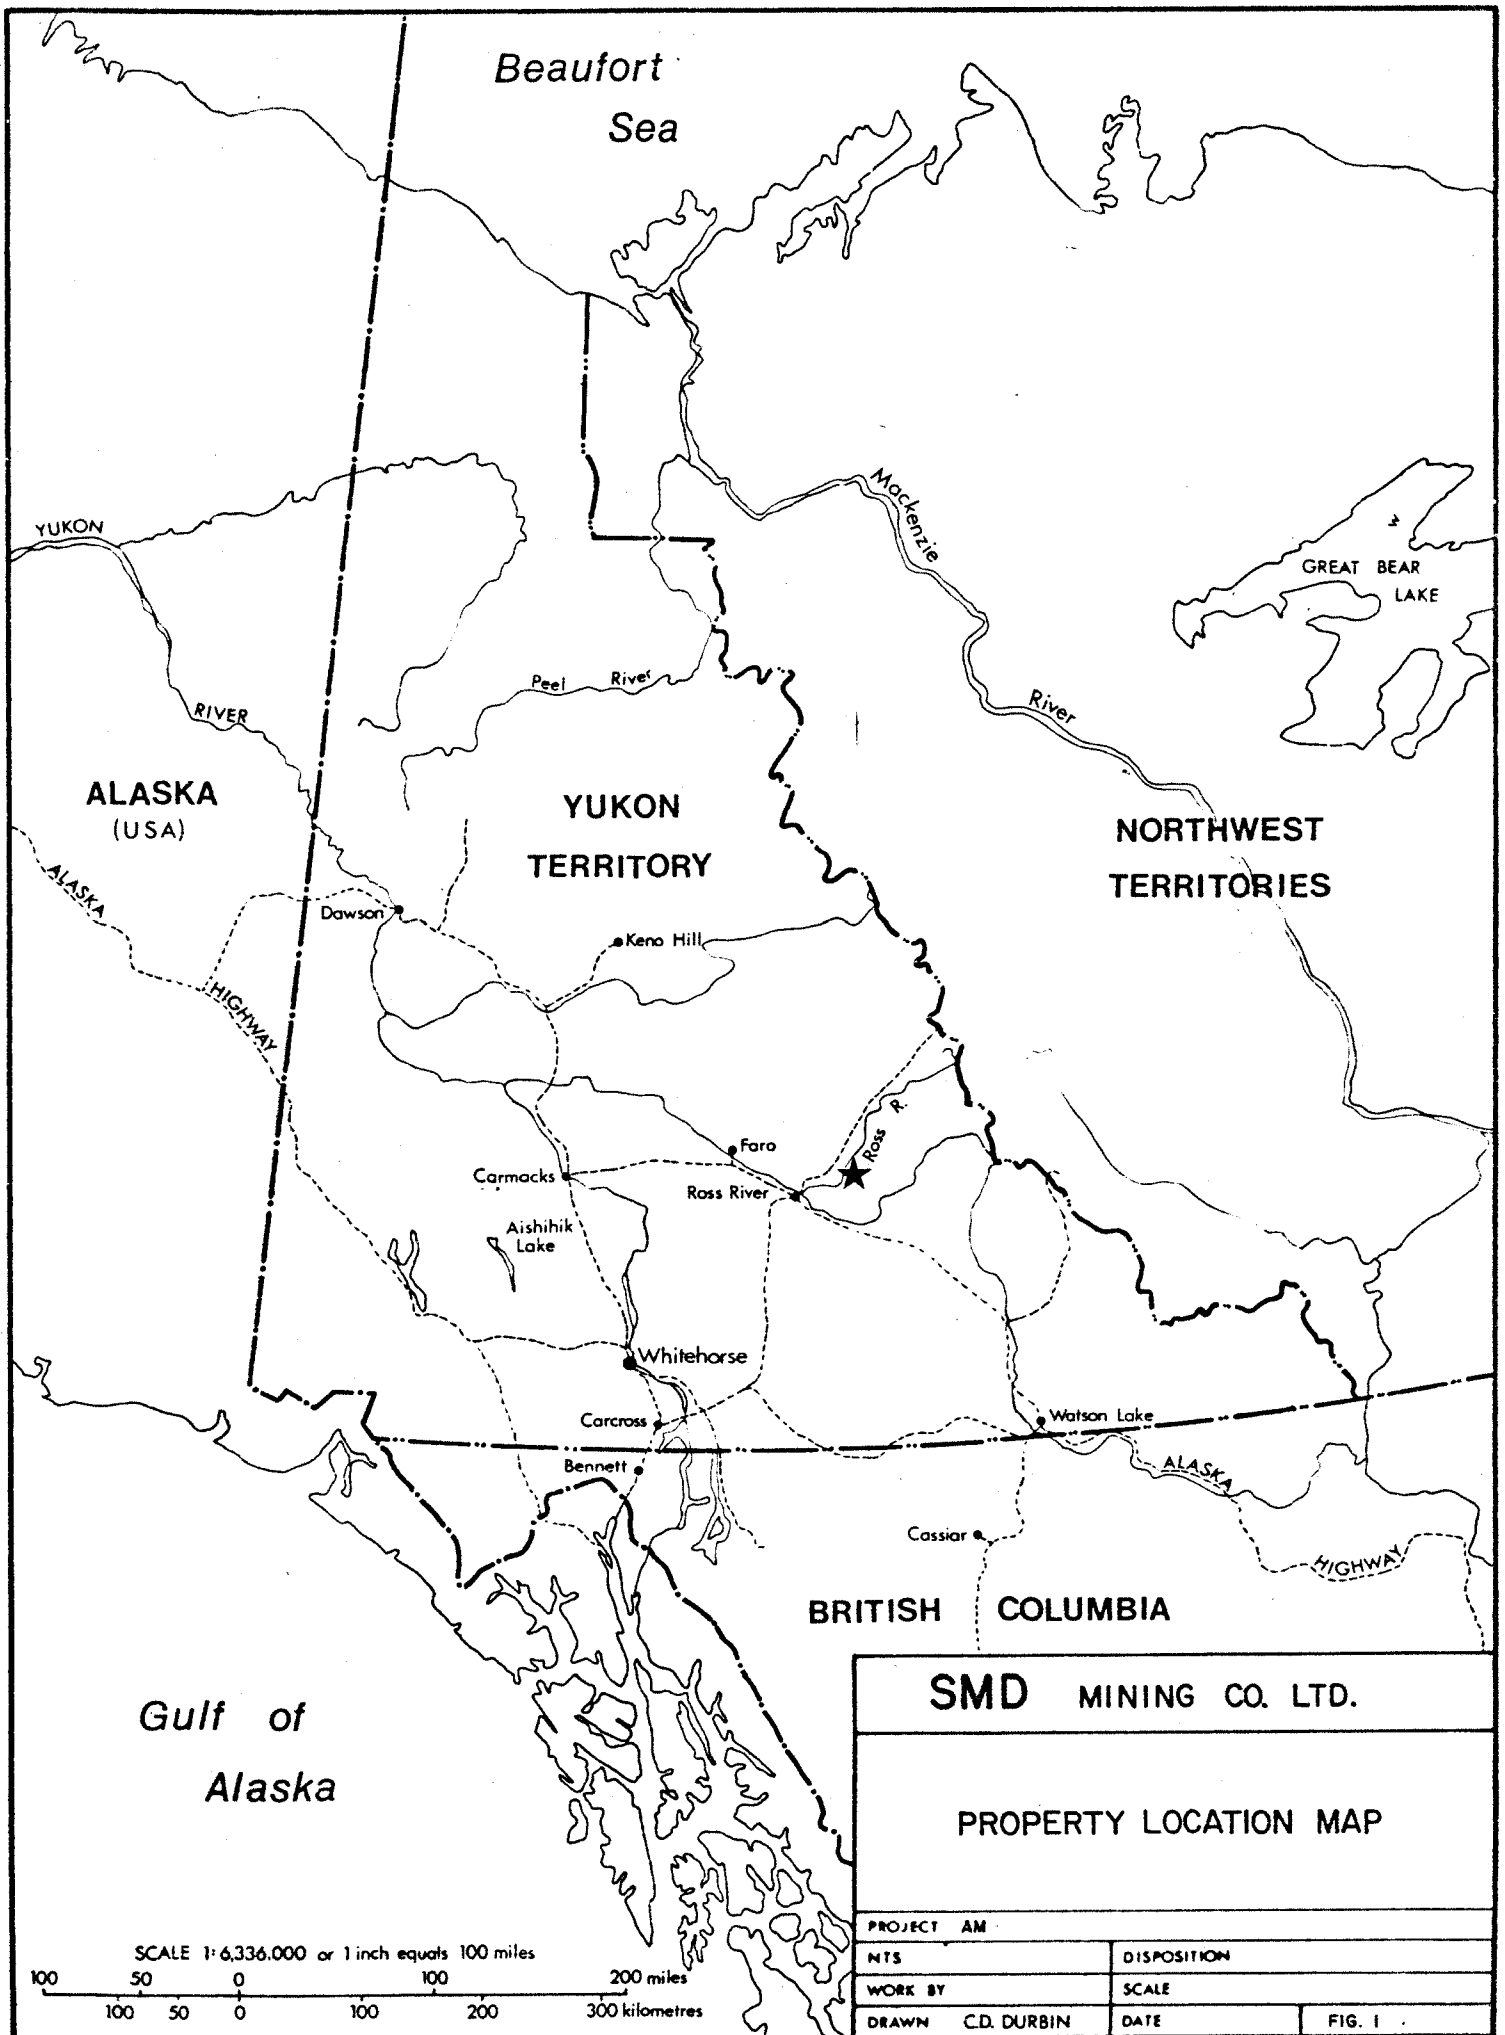 Beaufort
Sea
Mackenzie
River
YUKON
RIVER
GREAT BEAR
LAKE
Peel River
ALASKA
(USA)
YUKON
TERRITORY
NORTHWEST
TERRITORIES
ALASKA
HIGHWAY
Dawson
Keno Hill
Ross R.
Faro
Carmacks
Ross River
Aishihik
Lake
Whitehorse
Carcross
Watson Lake
Bennett
ALASKA
HIGHWAY
Cassiar
BRITISH COLUMBIA
Gulf of
Alaska
SMD MINING CO. LTD.
PROPERTY LOCATION MAP
PROJECT AM
NTS
DISPOSITION
WORK BY
SCALE
DRAWN C.D. DURBIN
DATE
FIG. 1
SCALE 1:6,336,000 or 1 inch equals 100 miles
100 50 0 100 200 miles
100 50 0 100 200 300 kilometres